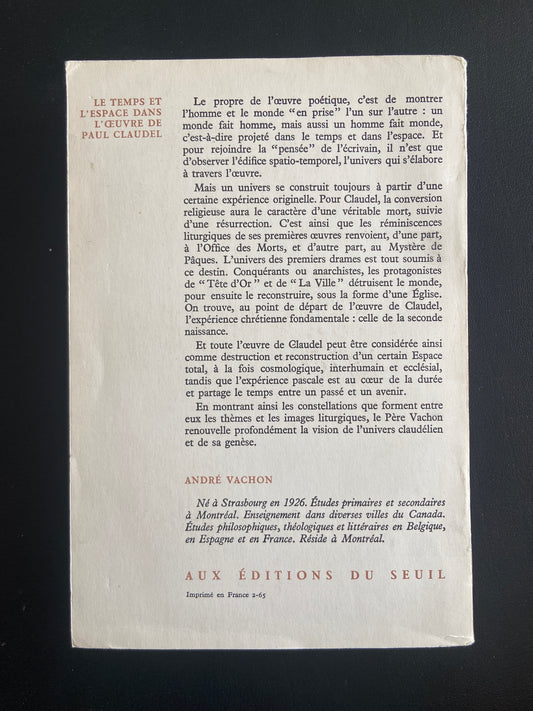 LE TEMPS ET
L'ESPACE DANS
L'ŒUVRE DE
PAUL CLAUDEL
Le propre de l'œuvre poétique, c'est de montrer
l'homme et le monde "en prise" l'un sur l'autre : un
monde fait homme, mais aussi un homme fait monde,
c'est-à-dire projeté dans le temps et dans l'espace. Et
pour rejoindre la "pensée" de l'écrivain, il n'est que
d'observer l'édifice spatio-temporel, l'univers qui s'élabore
à travers l'œuvre.
Mais un univers se construit toujours à partir d'une
certaine expérience originelle. Pour Claudel, la conversion
religieuse aura le caractère d'une véritable mort, suivie
d'une résurrection. C'est ainsi que les réminiscences
liturgiques de ses premières œuvres renvoient, d'une part,
à l'Office des Morts, et d'autre part, au Mystère de
Pâques. L'univers des premiers drames est tout soumis à
ce destin. Conquérants ou anarchistes, les protagonistes
de "Tête d'Or" et de "La Ville" détruisent le monde,
pour ensuite le reconstruire, sous la forme d'une Église.
On trouve, au point de départ de l'œuvre de Claudel,
l'expérience chrétienne fondamentale : celle de la seconde
naissance.
Et toute l'œuvre de Claudel peut être considérée ainsi
comme destruction et reconstruction d'un certain Espace
total, à la fois cosmologique, interhumain et ecclésial,
tandis que l'expérience pascale est au cœur de la durée
et partage le temps entre un passé et un avenir.
En montrant ainsi les constellations que forment entre
eux les thèmes et les images liturgiques, le Père Vachon
renouvelle profondément la vision de l'univers claudélien
et de sa genèse.
ANDRÉ VACHON
Né à Strasbourg en 1926. Études primaires et secondaires
à Montréal. Enseignement dans diverses villes du Canada.
Études philosophiques, théologiques et littéraires en Belgique,
en Espagne et en France. Réside à Montréal.
AUX ÉDITIONS DU SEUIL
Imprimé en France 2-65